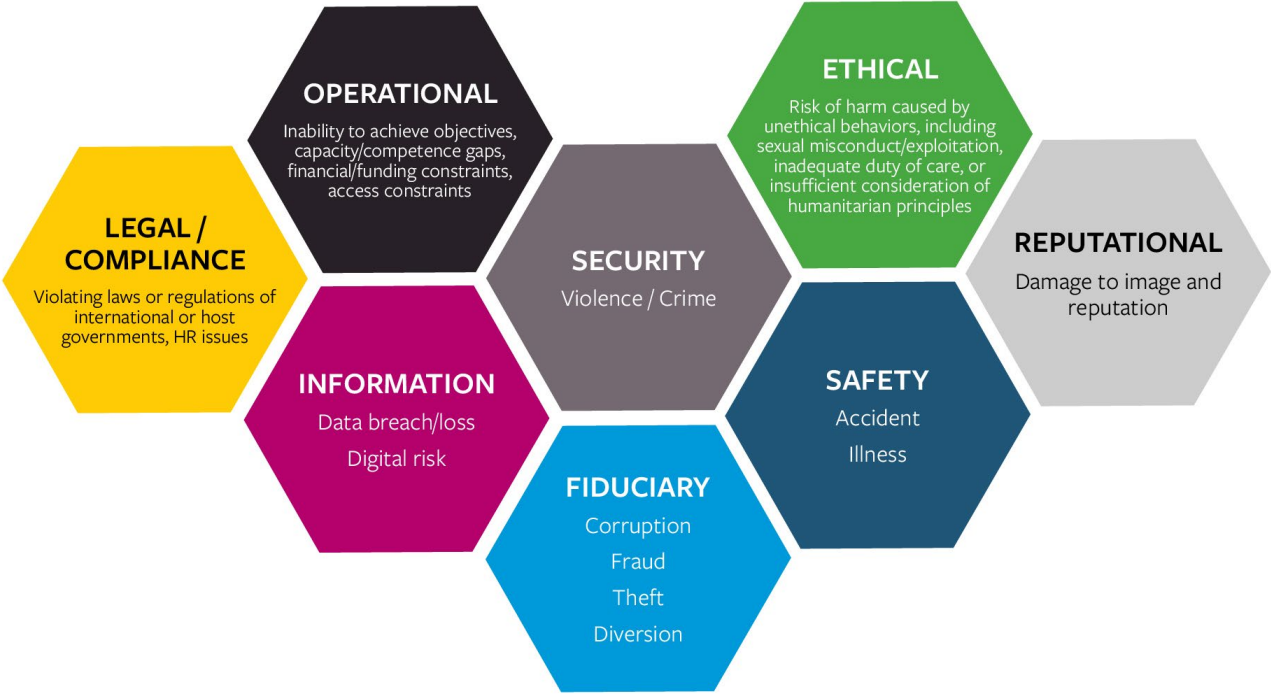 OPERATIONAL
Inability to achieve objectives,
capacity/competence gaps,
financial/funding constraints,
access constraints
ETHICAL
Risk of harm caused by
unethical behaviors, including
sexual misconduct/exploitation,
inadequate duty of care, or
insufficient consideration of
humanitarian principles
LEGAL /
COMPLIANCE
Violating laws or regulations of
international or host
governments, HR issues
SECURITY
Violence / Crime
REPUTATIONAL
Damage to image and
reputation
INFORMATION
Data breach/loss
Digital risk
SAFETY
Accident
Illness
FIDUCIARY
Corruption
Fraud
Theft
Diversion